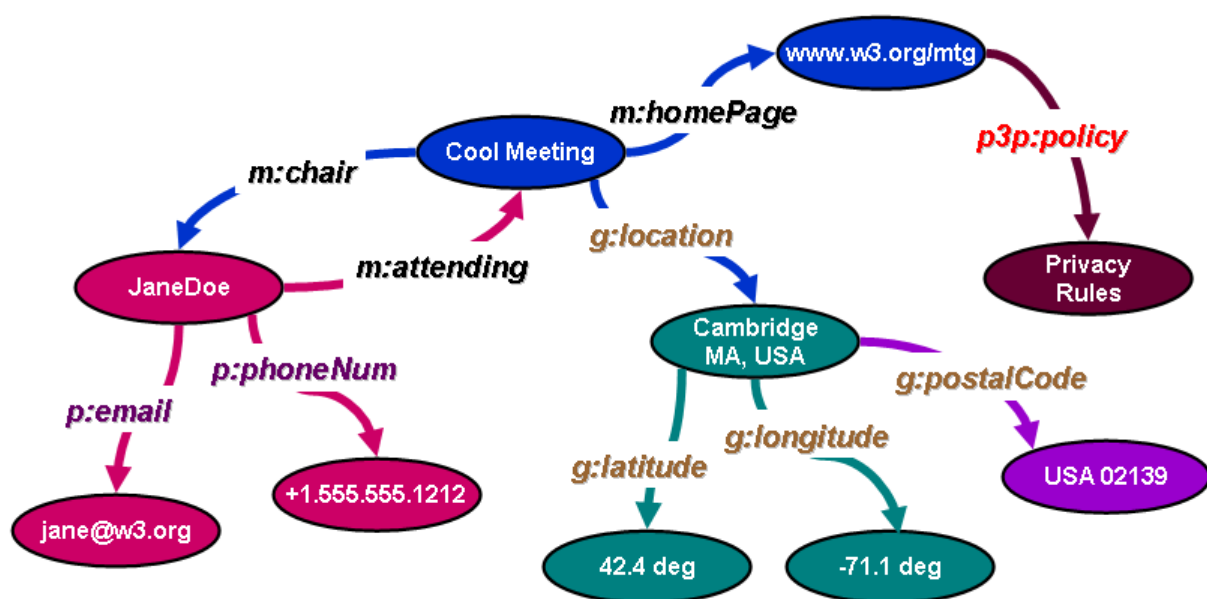 www.w3.org/mtg
m:homePage
p3p:policy
Cool Meeting
m:chair
g:location
m:attending
JaneDoe
Privacy
Rules
Cambridge
MA, USA
p:phoneNum
g:postalCode
p:email
g:longitude
g:latitude
USA 02139
+1.555.555.1212
jane@w3.org
42.4 deg
-71.1 deg